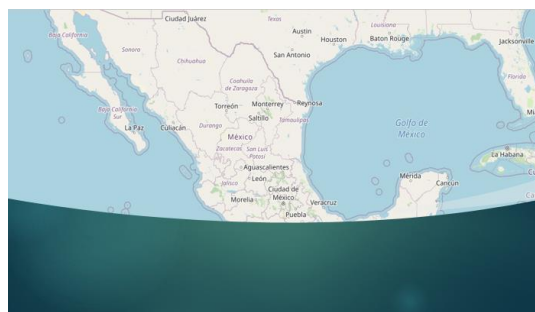 Ciudad Juárez
Texas
Louisiana
Baja California
Austin
Houston
Baton Rouge
Jacksonville
Sonora
San Antonio
Chihuahua
Florida
Coahuila
de Zaragoza
Torreón
Monterrey
Reynosa
Baja California
Sur
Saltillo
Tamaulipas
Golfo de
México
La Paz
Culiacán
Durango
México
Zacatecas
San Luis
Potosí
La Habana
Aguascalientes
León
Jalisco
Mérida
Cancún
Ciudad de
México
Morelia
Veracruz
Puebla